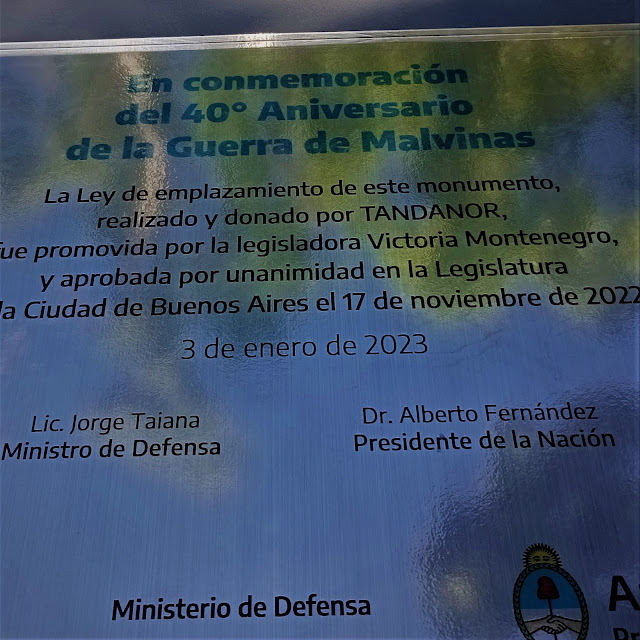 En conmemoración
del 40° Aniversario
de la Guerra de Malvinas
La Ley de emplazamiento de este monumento,
realizado y donado por TANDANOR,
fue promovida por la legisladora Victoria Montenegro,
y aprobada por unanimidad en la Legislatura
la Ciudad de Buenos Aires el 17 de noviembre de 2022
3 de enero de 2023
Lic. Jorge Taiana
Ministro de Defensa
Dr. Alberto Fernández
Presidente de la Nación
Ministerio de Defensa
A